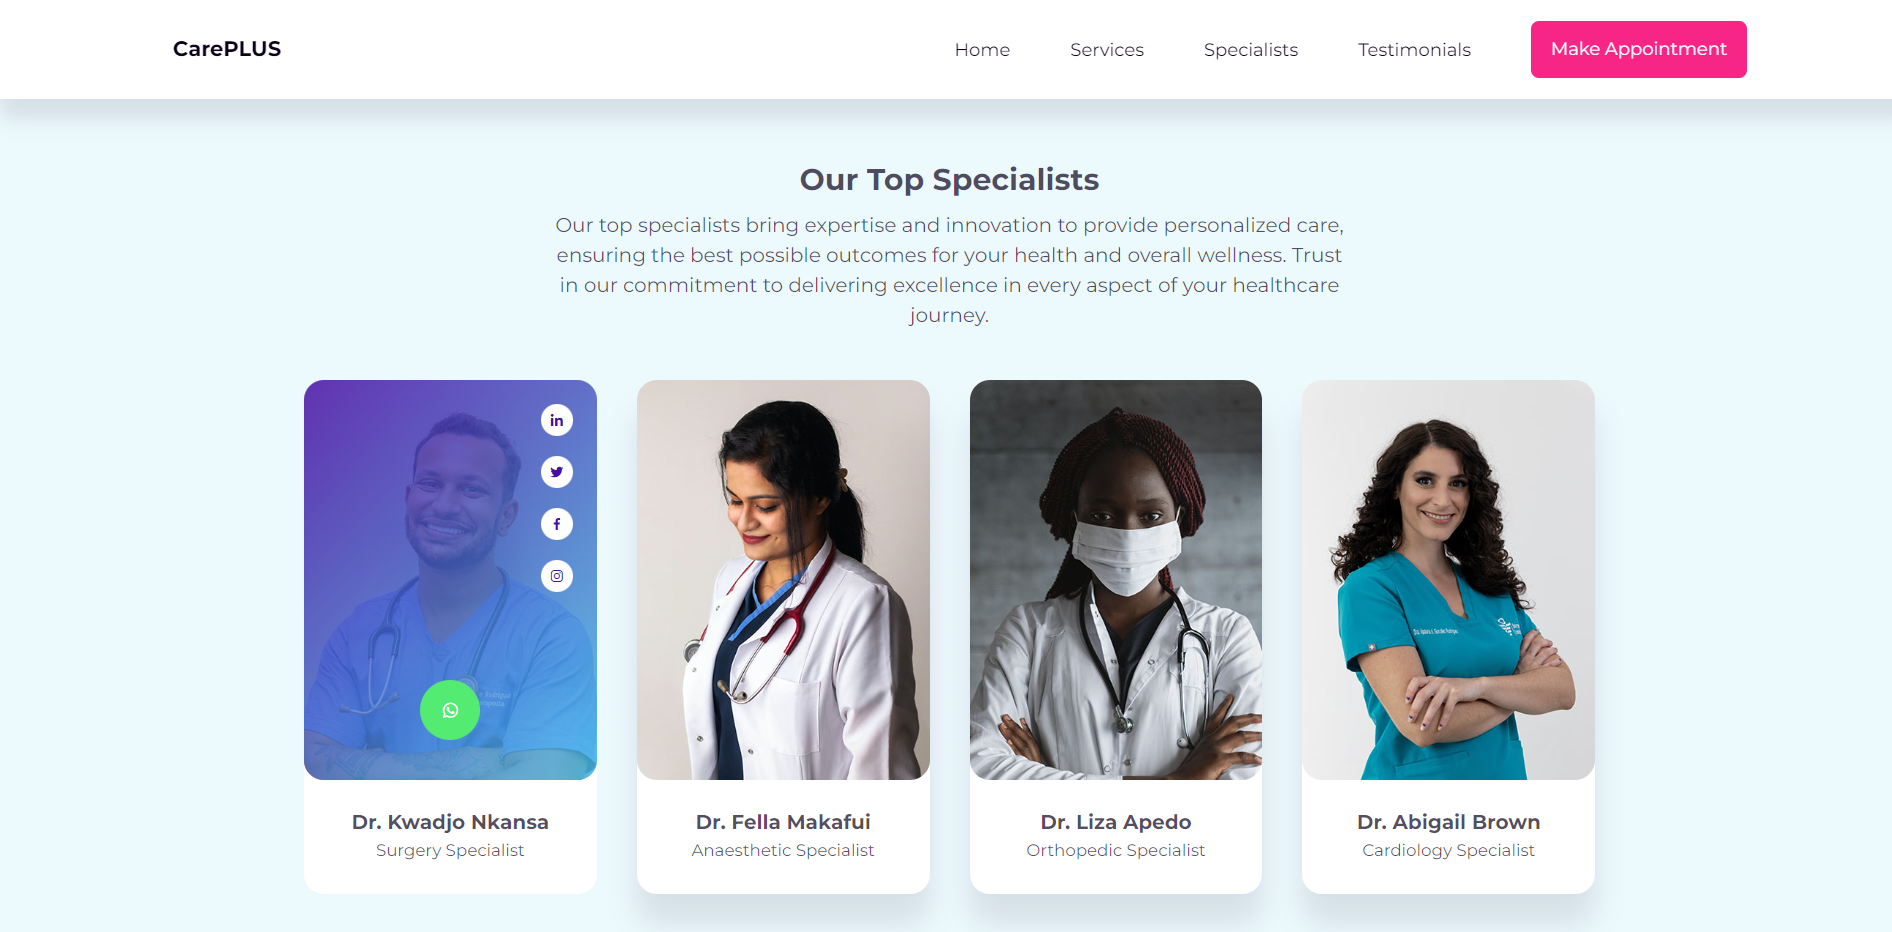 CarePLUS
Home
Services
Specialists
Testimonials
Make Appointment
Our Top Specialists
Our top specialists bring expertise and innovation to provide personalized care,
ensuring the best possible outcomes for your health and overall wellness. Trust
in our commitment to delivering excellence in every aspect of your healthcare
journey.
in
f
Dr. Kwadjo Nkansa
Surgery Specialist
Dr. Fella Makafui
Anaesthetic Specialist
Dr. Liza Apedo
Orthopedic Specialist
Dr. Abigail Brown
Cardiology Specialist